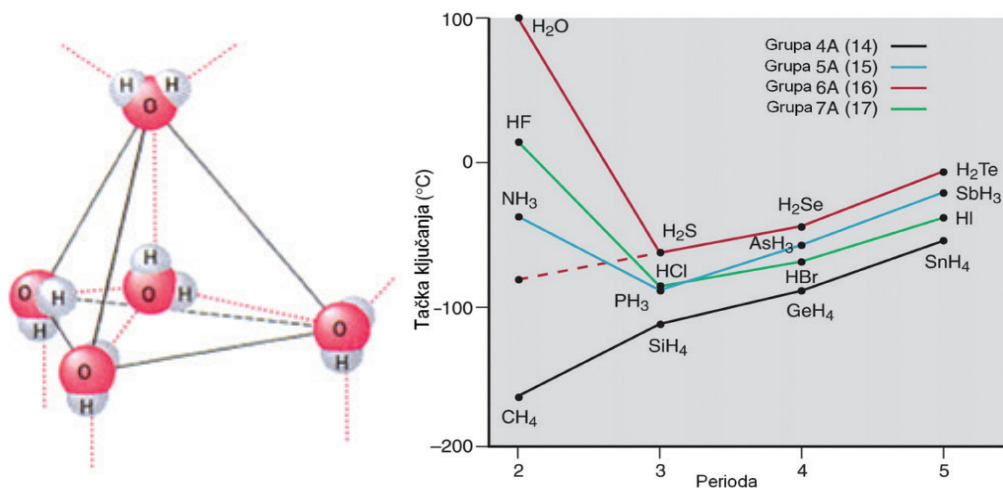 H
H
O
H
O
H
O
H
H
O
H
O
H
H
100
0
–100
–200
Tačka ključanja (°C)
H₂O
HF
NH₃
CH₄
H₂S
HCl
PH₃
SiH₄
H₂Se
AsH₃
HBr
GeH₄
H₂Te
SbH₃
HI
SnH₄
Grupa 4A (14)
Grupa 5A (15)
Grupa 6A (16)
Grupa 7A (17)
2
3
4
5
Perioda